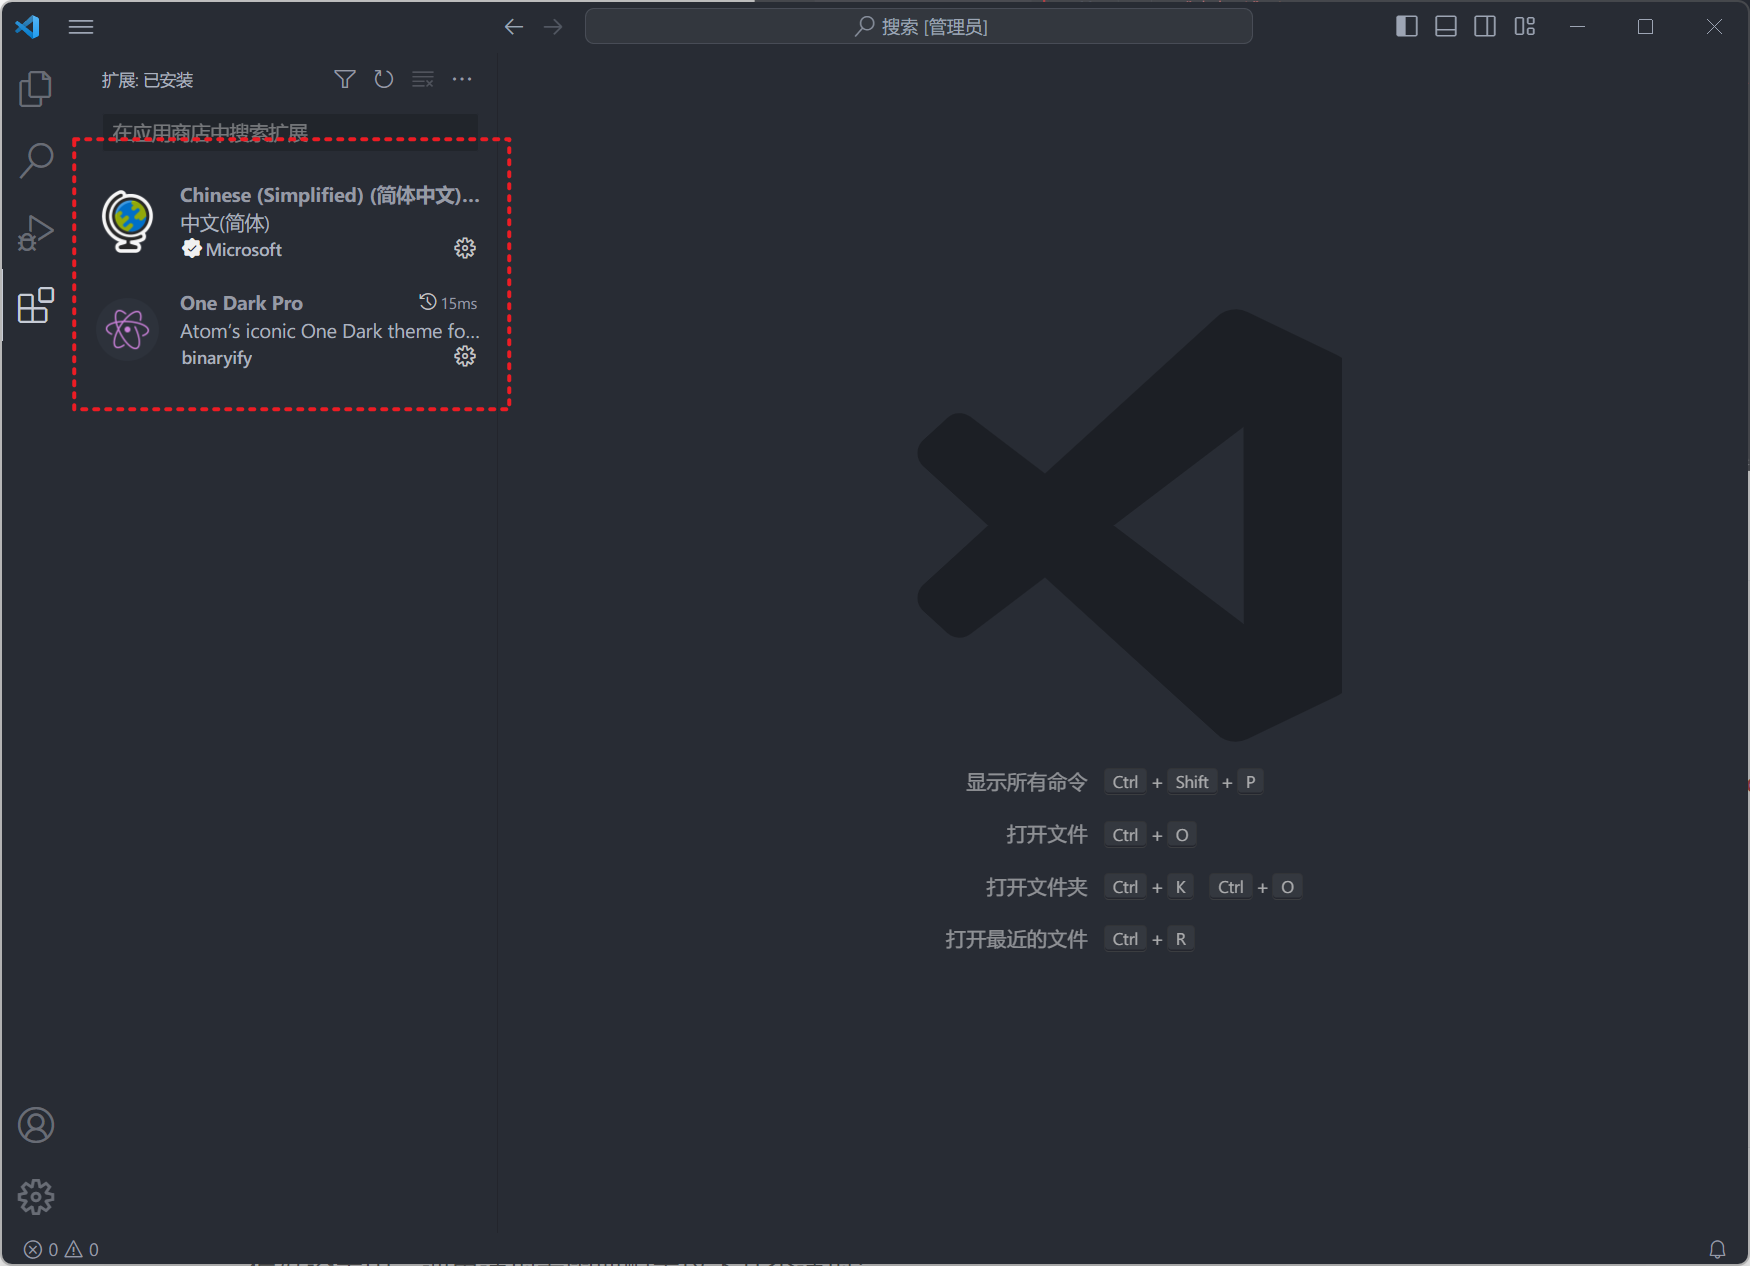 搜索 [管理员]
扩展: 已安装
在应用商店中搜索扩展
Chinese (Simplified) (简体中文)...
中文(简体)
Microsoft
One Dark Pro 15ms
Atom’s iconic One Dark theme fo...
binaryify
显示所有命令 Ctrl + Shift + P
打开文件 Ctrl + O
打开文件夹 Ctrl + K Ctrl + O
打开最近的文件 Ctrl + R
0 0